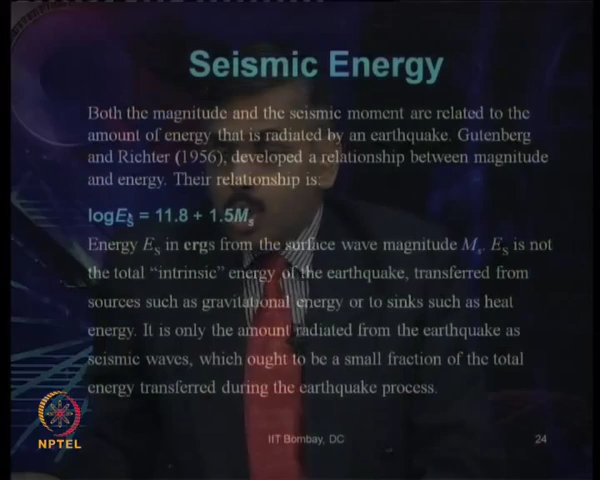 Seismic Energy
Both the magnitude and the seismic moment are related to the
amount of energy that is radiated by an earthquake. Gutenberg
and Richter (1956), developed a relationship between magnitude
and energy. Their relationship is:
logES = 11.8 + 1.5Ms
Energy ES in ergs from the surface wave magnitude Ms. ES is not
the total “intrinsic” energy of the earthquake, transferred from
sources such as gravitational energy or to sinks such as heat
energy. It is only the amount radiated from the earthquake as
seismic waves, which ought to be a small fraction of the total
energy transferred during the earthquake process.
NPTEL
IIT Bombay, DC
24